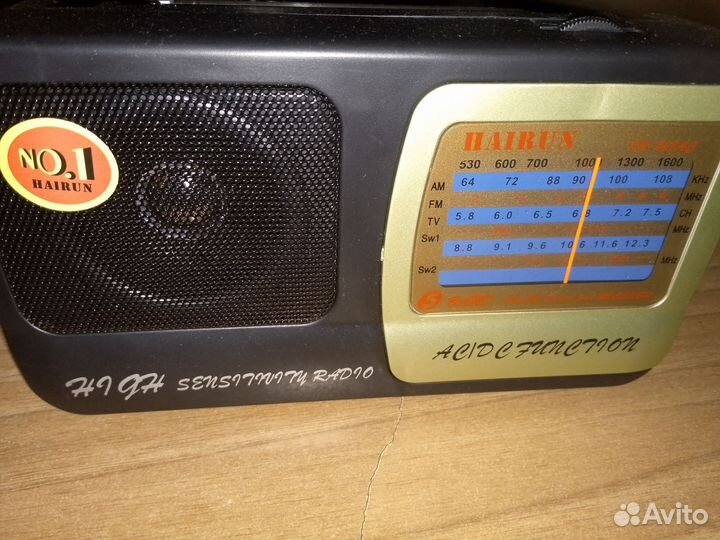 NO.1
HAIRUN
HAIRUN
530 600 700 1000 1300 1600
AM 64 72 88 90 100 108 KHz
FM MHz
TV 5.8 6.0 6.5 6.8 7.2 7.5 CH
Sw1 MHz
8.8 9.1 9.6 10.6 11.6 12.3
Sw2 MHz
AC/DC FUNCTION
HIGH SENSITIVITY RADIO
Avito